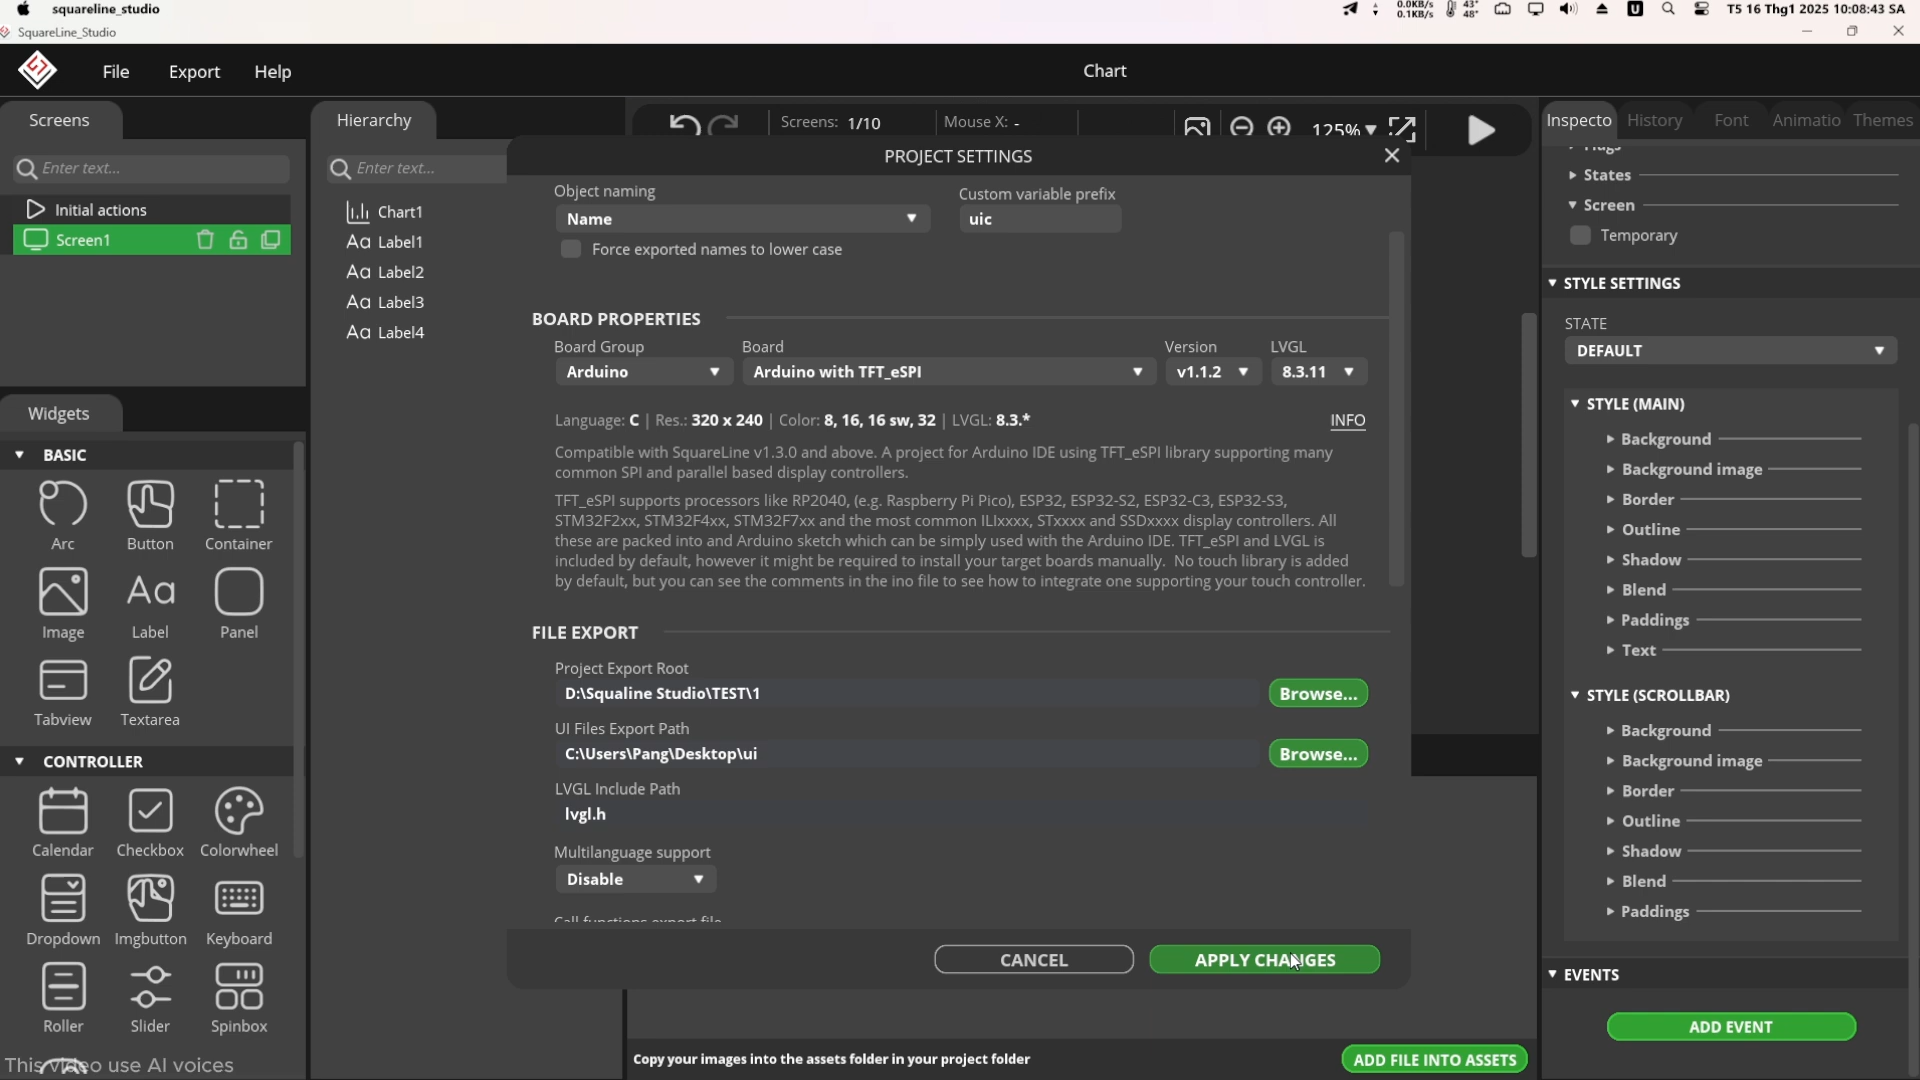 squareline_studio
0.0KB/s
0.1KB/s
43°
48°
U
T5 16 Thg1 2025 10:08:43 SA
SquareLine_Studio
File
Export
Help
Chart
Screens
Hierarchy
Screens: 1/10
Mouse X: -
125%
Inspecto
History
Font
Animatio
Themes
Enter text...
Enter text...
Initial actions
Screen1
Chart1
Label1
Label2
Label3
Label4
PROJECT SETTINGS
Object naming
Custom variable prefix
Name
uic
Force exported names to lower case
BOARD PROPERTIES
Board Group
Board
Version
LVGL
Arduino
Arduino with TFT_eSPI
v1.1.2
8.3.11
Language: C | Res.: 320 x 240 | Color: 8, 16, 16 sw, 32 | LVGL: 8.3.*
INFO
Compatible with SquareLine v1.3.0 and above. A project for Arduino IDE using TFT_eSPI library supporting many
common SPI and parallel based display controllers.
TFT_eSPI supports processors like RP2040, (e.g. Raspberry Pi Pico), ESP32, ESP32-S2, ESP32-C3, ESP32-S3,
STM32F2xx, STM32F4xx, STM32F7xx and the most common ILIxxxx, STxxxx and SSDxxxx display controllers. All
these are packed into and Arduino sketch which can be simply used with the Arduino IDE. TFT_eSPI and LVGL is
included by default, however it might be required to install your target boards manually. No touch library is added
by default, but you can see the comments in the ino file to see how to integrate one supporting your touch controller.
FILE EXPORT
Project Export Root
D:\Squaline Studio\TEST\1
Browse...
UI Files Export Path
C:\Users\Pang\Desktop\ui
Browse...
LVGL Include Path
lvgl.h
Multilanguage support
Disable
Call functions export file
CANCEL
APPLY CHANGES
Widgets
BASIC
Arc
Button
Container
Image
Aa
Label
Panel
Tabview
Textarea
CONTROLLER
Calendar
Checkbox
Colorwheel
Dropdown
Imgbutton
Keyboard
Roller
Slider
Spinbox
This video use AI voices
Copy your images into the assets folder in your project folder
ADD FILE INTO ASSETS
Flags
States
Screen
Temporary
STYLE SETTINGS
STATE
DEFAULT
STYLE (MAIN)
Background
Background image
Border
Outline
Shadow
Blend
Paddings
Text
STYLE (SCROLLBAR)
Background
Background image
Border
Outline
Shadow
Blend
Paddings
EVENTS
ADD EVENT